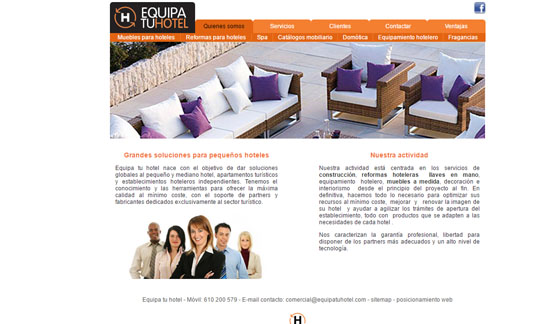 EQUIPA
TUHOTEL
H
Quienes somos Servicios Clientes Contactar Ventajas
Muebles para hoteles Reformas para hoteles Spa Catálogos mobiliario Domótica Equipamiento hotelero Fragancias
Grandes soluciones para pequeños hoteles
Equipa tu hotel nace con el objetivo de dar soluciones
globales al pequeño y mediano hotel, apartamentos turísticos
y establecimientos hoteleros independientes. Tenemos el
conocimiento y las herramientas para ofrecer la máxima
calidad al mínimo coste, con el soporte de partners y
fabricantes dedicados exclusivamente al sector turístico.
Nuestra actividad
Nuestra actividad está centrada en los servicios de
construcción, reformas hoteleras llaves en mano,
equipamiento hotelero, muebles a medida, decoración e
interiorismo desde el principio del proyecto al fin. En
definitiva, hacemos todo lo necesario para optimizar sus
recursos al mínimo coste, mejorar y renovar la imagen de
su hotel y ayudar a agilizar los trámites de apertura del
establecimiento, todo con productos que se adapten a las
necesidades de cada hotel .
Nos caracterizan la garantía profesional, libertad para
disponer de los partners más adecuados y un alto nivel de
tecnología.
Equipa tu hotel - Móvil: 610.200.579 - E-mail contacto: comercial@equipatuhotel.com - sitemap - posicionamiento web
H